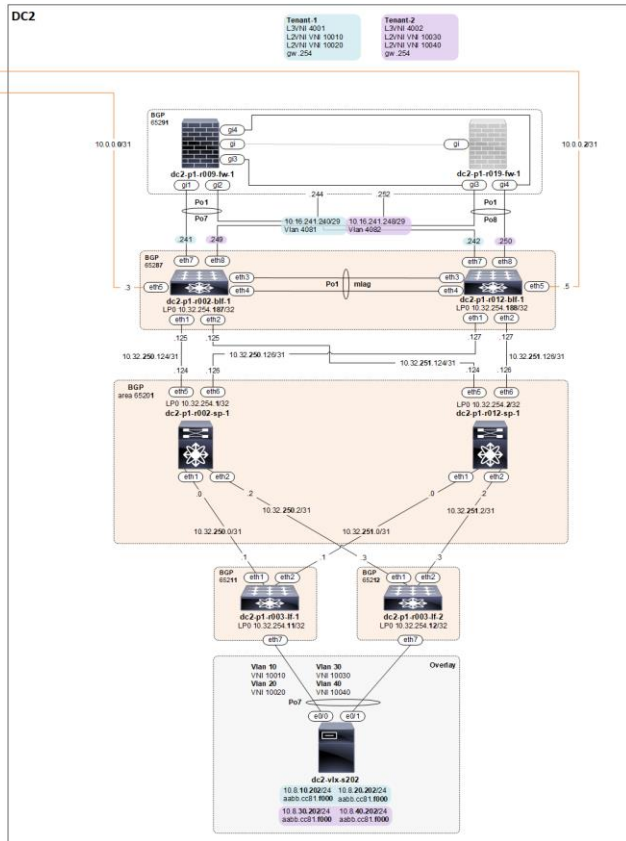 DC2
Tenant-1
L3VNI 4001
L2VNI VNI 10010
L2VNI VNI 10020
gw .254
Tenant-2
L3VNI 4002
L2VNI VNI 10030
L2VNI VNI 10040
gw .254
BGP
65291
10.0.0.0/31
10.0.0.2/31
gi4
gi
gi3
gi
dc2-p1-r009-fw-1
dc2-p1-r019-fw-1
gi1
gi2
gi3
gi4
.244
.252
Po1
Po7
Po1
Po8
10.16.241.240/29
Vlan 4081
10.16.241.248/29
Vlan 4082
.241
.249
.242
.250
BGP
65287
eth7
eth8
eth7
eth8
.3
eth5
eth3
eth4
Po1
mlag
eth3
eth4
eth5
.5
dc2-p1-r002-blf-1
LP0 10.32.254.187/32
dc2-p1-r012-blf-1
LP0 10.32.254.188/32
eth1
eth2
eth1
eth2
.125
.125
.127
.127
10.32.250.124/31
10.32.250.126/31
10.32.251.124/31
10.32.251.126/31
.124
.126
.124
.126
BGP
area 65201
eth5
eth6
eth5
eth6
LP0 10.32.254.1/32
dc2-p1-r002-sp-1
LP0 10.32.254.2/32
dc2-p1-r012-sp-1
eth1
eth2
eth1
eth2
.0
.2
.0
.2
10.32.250.0/31
10.32.250.2/31
10.32.251.0/31
10.32.251.2/31
.1
.1
.3
.3
BGP
65211
eth1
eth2
BGP
65212
eth1
eth2
dc2-p1-r003-lf-1
LP0 10.32.254.11/32
dc2-p1-r003-lf-2
LP0 10.32.254.12/32
eth7
eth7
Overlay
Vlan 10
VNI 10010
Vlan 20
VNI 10020
Vlan 30
VNI 10030
Vlan 40
VNI 10040
Po7
e0/0
e0/1
dc2-vlx-s202
10.8.10.202/24
aabb.cc81.f000
10.8.20.202/24
aabb.cc81.f000
10.8.30.202/24
aabb.cc81.f000
10.8.40.202/24
aabb.cc81.f000